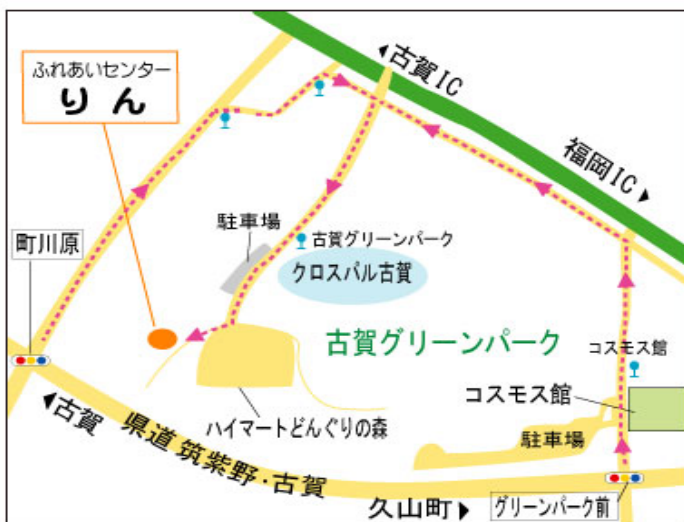 ふれあいセンター
りん
古賀IC
福岡IC
町川原
駐車場
古賀グリーンパーク
クロスパル古賀
古賀グリーンパーク
コスモス館
コスモス館
ハイマートどんぐりの森
駐車場
古賀
県道 筑紫野・古賀
久山町
グリーンパーク前